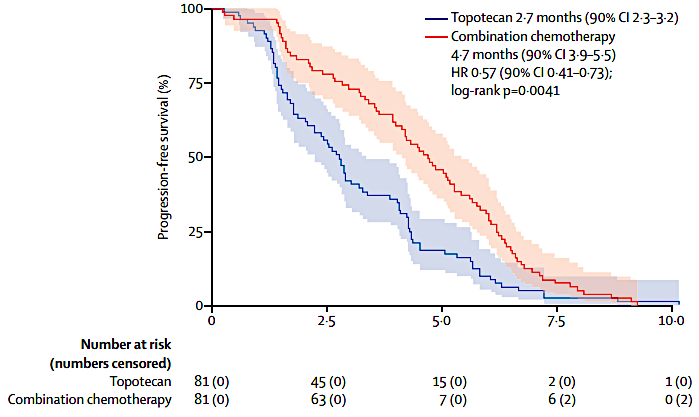 100
75
50
25
0
Progression-free survival (%)
Topotecan 2·7 months (90% CI 2·3–3·2)
Combination chemotherapy
4·7 months (90% CI 3·9–5·5)
HR 0·57 (90% CI 0·41–0·73);
log-rank p=0·0041
0 2·5 5·0 7·5 10·0
Number at risk
(numbers censored)
Topotecan 81 (0) 45 (0) 15 (0) 2 (0) 1 (0)
Combination chemotherapy 81 (0) 63 (0) 7 (0) 6 (2) 0 (2)